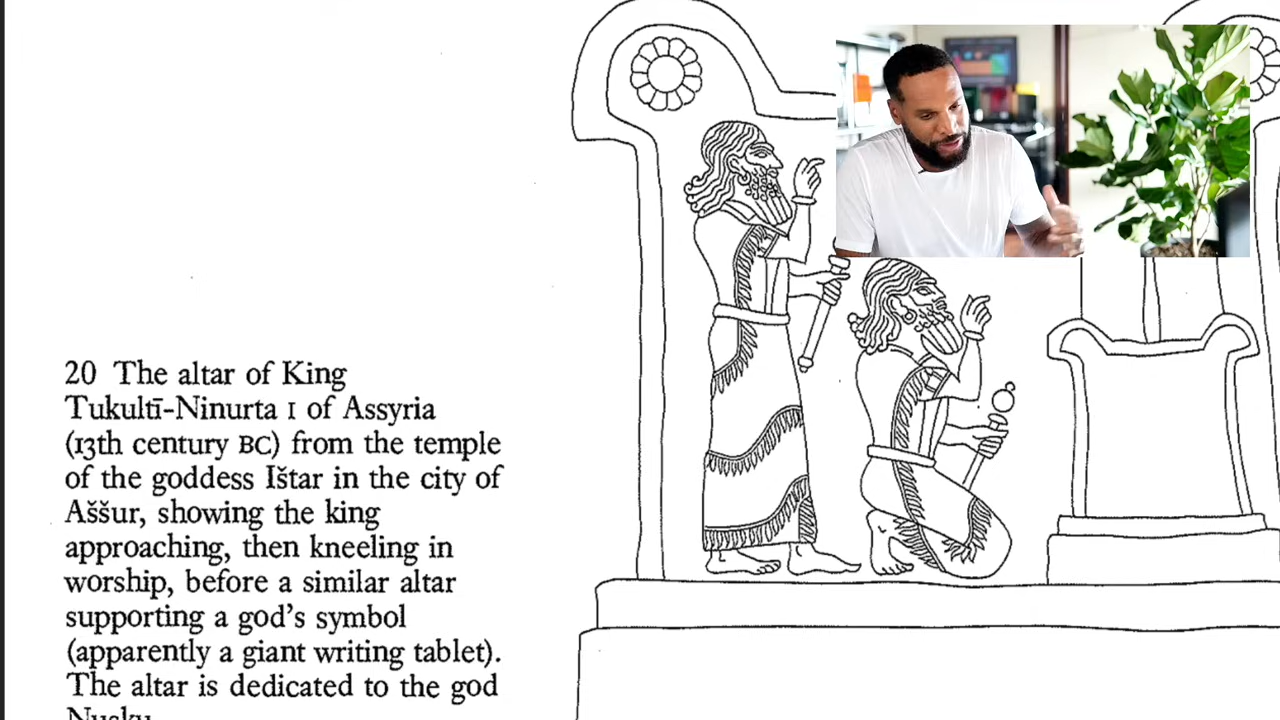 20 The altar of King
Tukultī-Ninurta I of Assyria
(13th century BC) from the temple
of the goddess Ištar in the city of
Aššur, showing the king
approaching, then kneeling in
worship, before a similar altar
supporting a god's symbol
(apparently a giant writing tablet).
The altar is dedicated to the god
Nusku